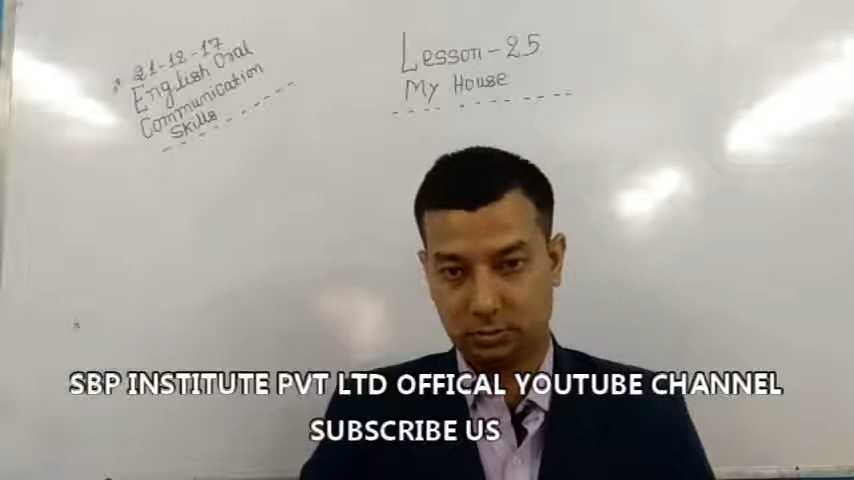 21-12-17
English Oral
Communication
Skills
Lesson-25
My House
SBP INSTITUTE PVT LTD OFFICAL YOUTUBE CHANNEL
SUBSCRIBE US